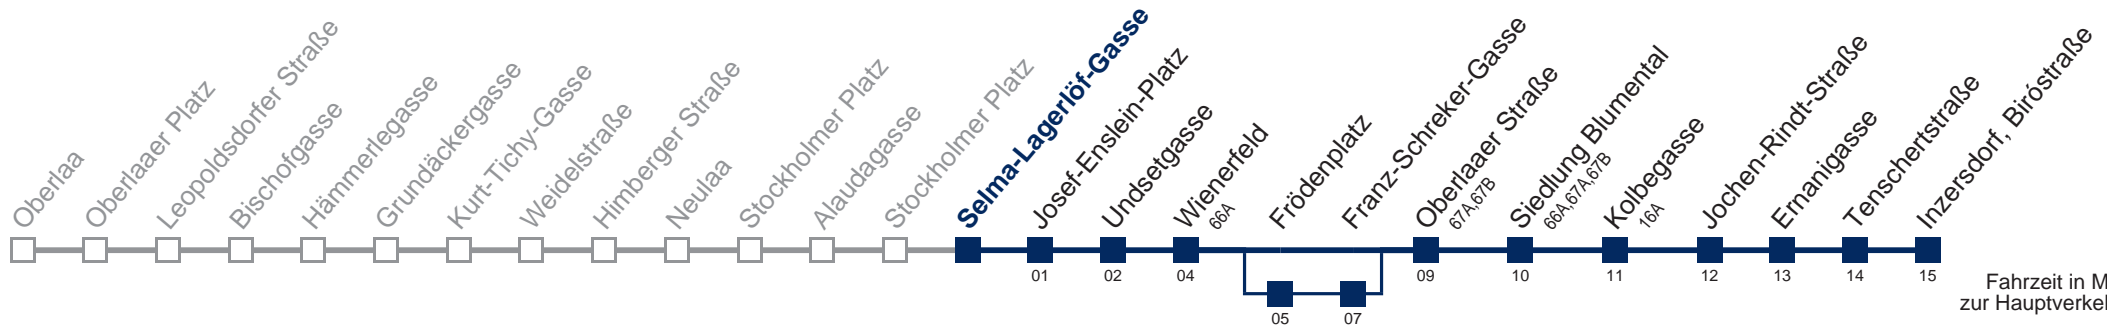 Oberlaa
Oberlaaer Platz
Leopoldsdorfer Straße
Bischofgasse
Hämmerlegasse
Grundäckergasse
Kurt-Tichy-Gasse
Weidelstraße
Himberger Straße
Neulaa
Stockholmer Platz
Alaudagasse
Stockholmer Platz
Selma-Lagerlöf-Gasse
Josef-Enslein-Platz
Undsetgasse
Wienerfeld
66A
Frödenplatz
Franz-Schreker-Gasse
Oberlaaer Straße
67A,67B
Siedlung Blumental
66A,67A,67B
Kolbegasse
16A
Jochen-Rindt-Straße
Ernanigasse
Tenschertstraße
Inzersdorf, Biróstraße
01
02
04
05
07
09
10
11
12
13
14
15
Fahrzeit in M
zur Hauptverkel